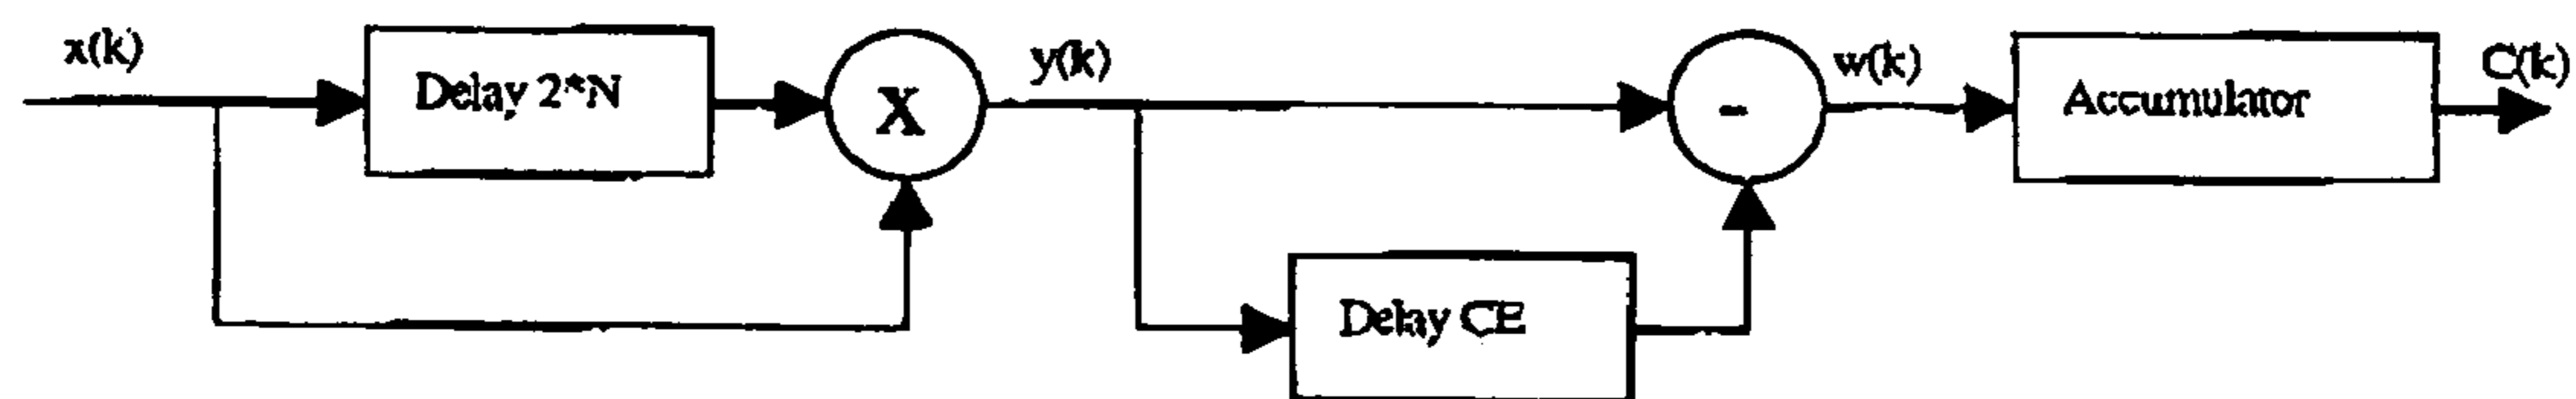 x(k)
Delay 2*N
X
y(k)
-
w(k)
Accumulator
C(k)
Delay CE